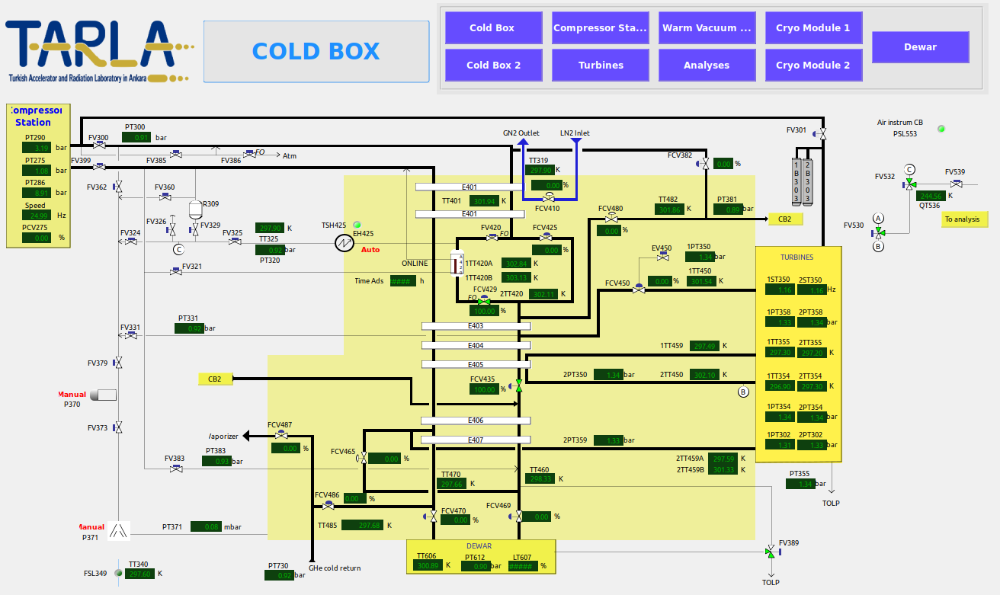 TARLA
Turkish Accelerator and Radiation Laboratory in Ankara
COLD BOX
Cold Box
Compressor Sta...
Warm Vacuum ...
Cryo Module 1
Dewar
Cold Box 2
Turbines
Analyses
Cryo Module 2
ompressor
Station
PT290
3.19 bar
PT275
1.08 bar
PT286
8.91 bar
Speed
24.99 Hz
PCV275
0.00 %
FV300
PT300
0.91 bar
FV399
FV385
FV386
FO
Atm
FV362
FV360
R309
FV326
FV329
FV324
FV325
C
297.90 K
TT325
0.92 bar
PT320
FV321
TSH425
EH425
Auto
ONLINE
Time Ads ##### h
GN2 Outlet
LN2 Inlet
TT319
297.90 K
0.00 %
FCV410
E401
TT401 301.94 K
E401
FCV382
0.00 %
FV301
Air instrum CB
PSL553
1B303
2B303
TT482
301.86 K
PT381
0.89 bar
CB2
FCV480
0.00 %
C
FV532
FV539
244.56 K
QT536
To analysis
A
FV530
B
FV420
FO
FCV425
0.00 %
A420
1TT420A 302.84 K
1TT420B 303.13 K
FCV429
FO
2TT420 302.11 K
100.00 %
EV450
1PT350
1.34 bar
1TT450
FCV450
0.00 %
301.54 K
TURBINES
1ST350 2ST350
1.16 1.16 Hz
1PT358 2PT358
1.33 1.34 bar
1TT355 2TT355
297.30 297.20 K
1TT354 2TT354
296.90 297.30 K
1PT354 2PT354
1.34 1.34 bar
1PT302 2PT302
1.31 1.33 bar
PT331
0.92 bar
FV331
E403
E404
E405
1TT459 297.49 K
2PT350 1.34 bar
2TT450 302.10 K
B
FV379
CB2
FCV435
100.00 %
Manual
P370
FV373
E406
E407
2PT359 1.33 bar
FCV487
/aporizer
0.00 %
PT383
0.93 bar
FV383
FCV465
0.00 %
2TT459A 297.59 K
2TT459B 301.33 K
TT470
297.66 K
TT460
298.33 K
PT355
1.34 bar
TOLP
FCV486
0.00 %
FCV470
0.00 %
FCV469
0.00 %
TT485 297.68 K
Manual
P371
PT371 0.08 mbar
FV389
TOLP
DEWAR
TT606
300.89 K
PT612
0.90 bar
LT607
##### %
TT340
FSL349
297.60 K
PT730
0.92 bar
GHe cold return